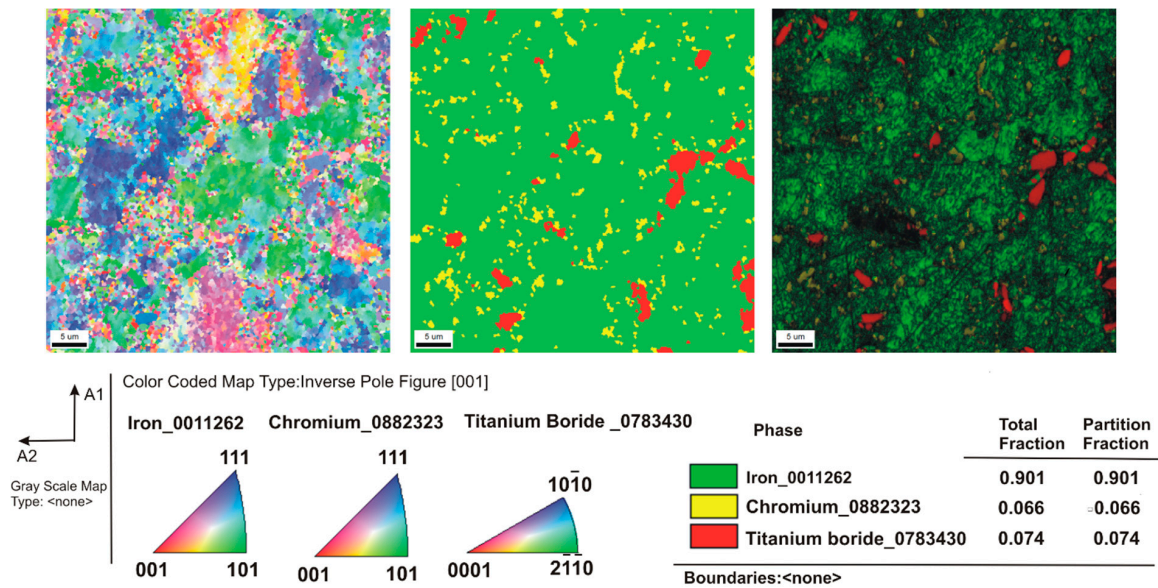 5 um
5 um
5 um
A1
A2
Gray Scale Map
Type: <none>
Color Coded Map Type:Inverse Pole Figure [001]
Iron_0011262
111
001
101
Chromium_0882323
111
001
101
Titanium Boride _0783430
101̄0
0001
2̄1̄10
Phase
Total
Fraction
Partition
Fraction
Iron_0011262 0.901 0.901
Chromium_0882323 0.066 0.066
Titanium boride_0783430 0.074 0.074
Boundaries:<none>